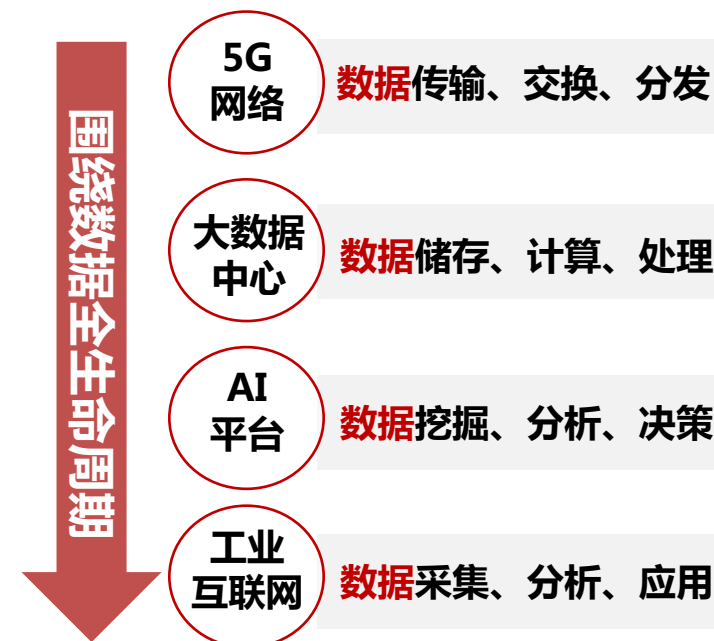 围绕数据全生命周期
5G
网络
数据传输、交换、分发
大数据
中心
数据储存、计算、处理
AI
平台
数据挖掘、分析、决策
工业
互联网
数据采集、分析、应用